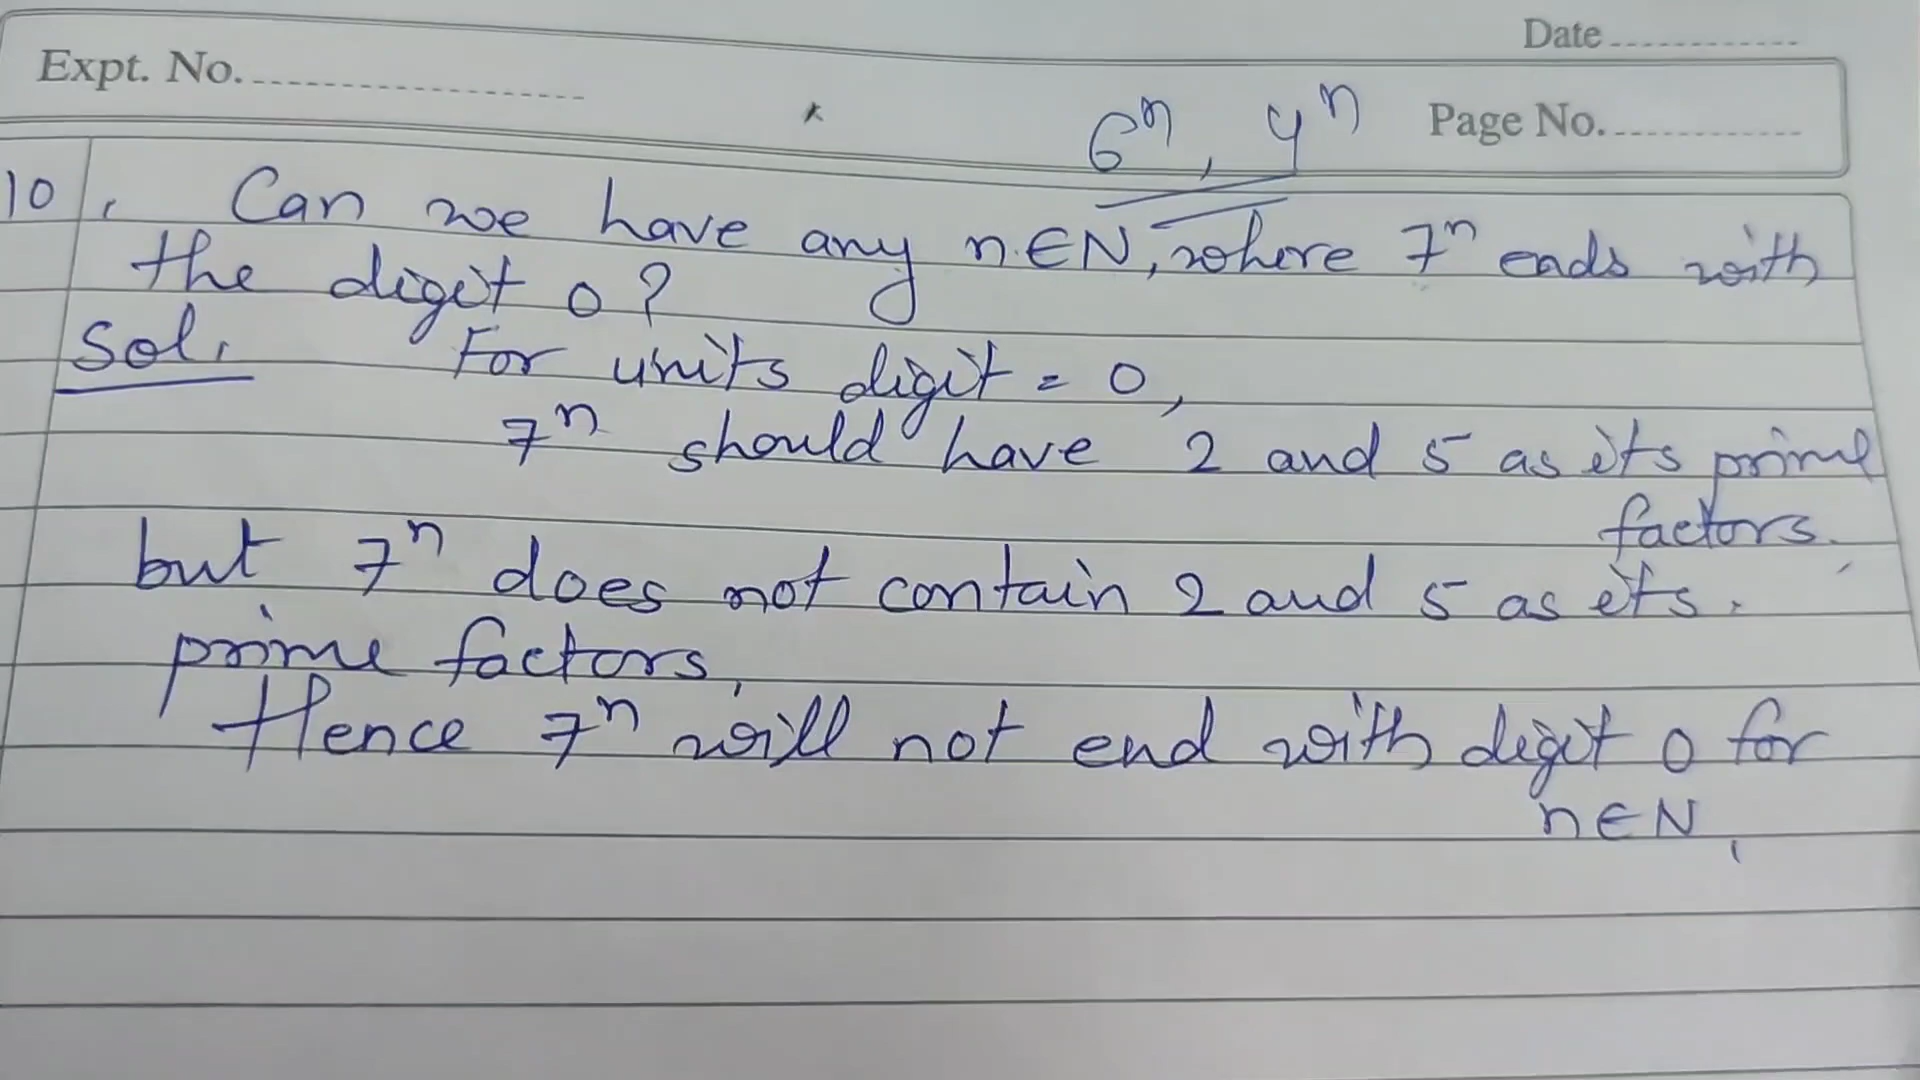 Date
Expt. No.
6ⁿ, 4ⁿ
Page No.
10. Can we have any n∈N, where 7ⁿ ends with
the digit 0?
Sol. For units digit = 0,
7ⁿ should have 2 and 5 as its prime
factors.
but 7ⁿ does not contain 2 and 5 as its.
prime factors,
Hence 7ⁿ will not end with digit 0 for
n∈N,